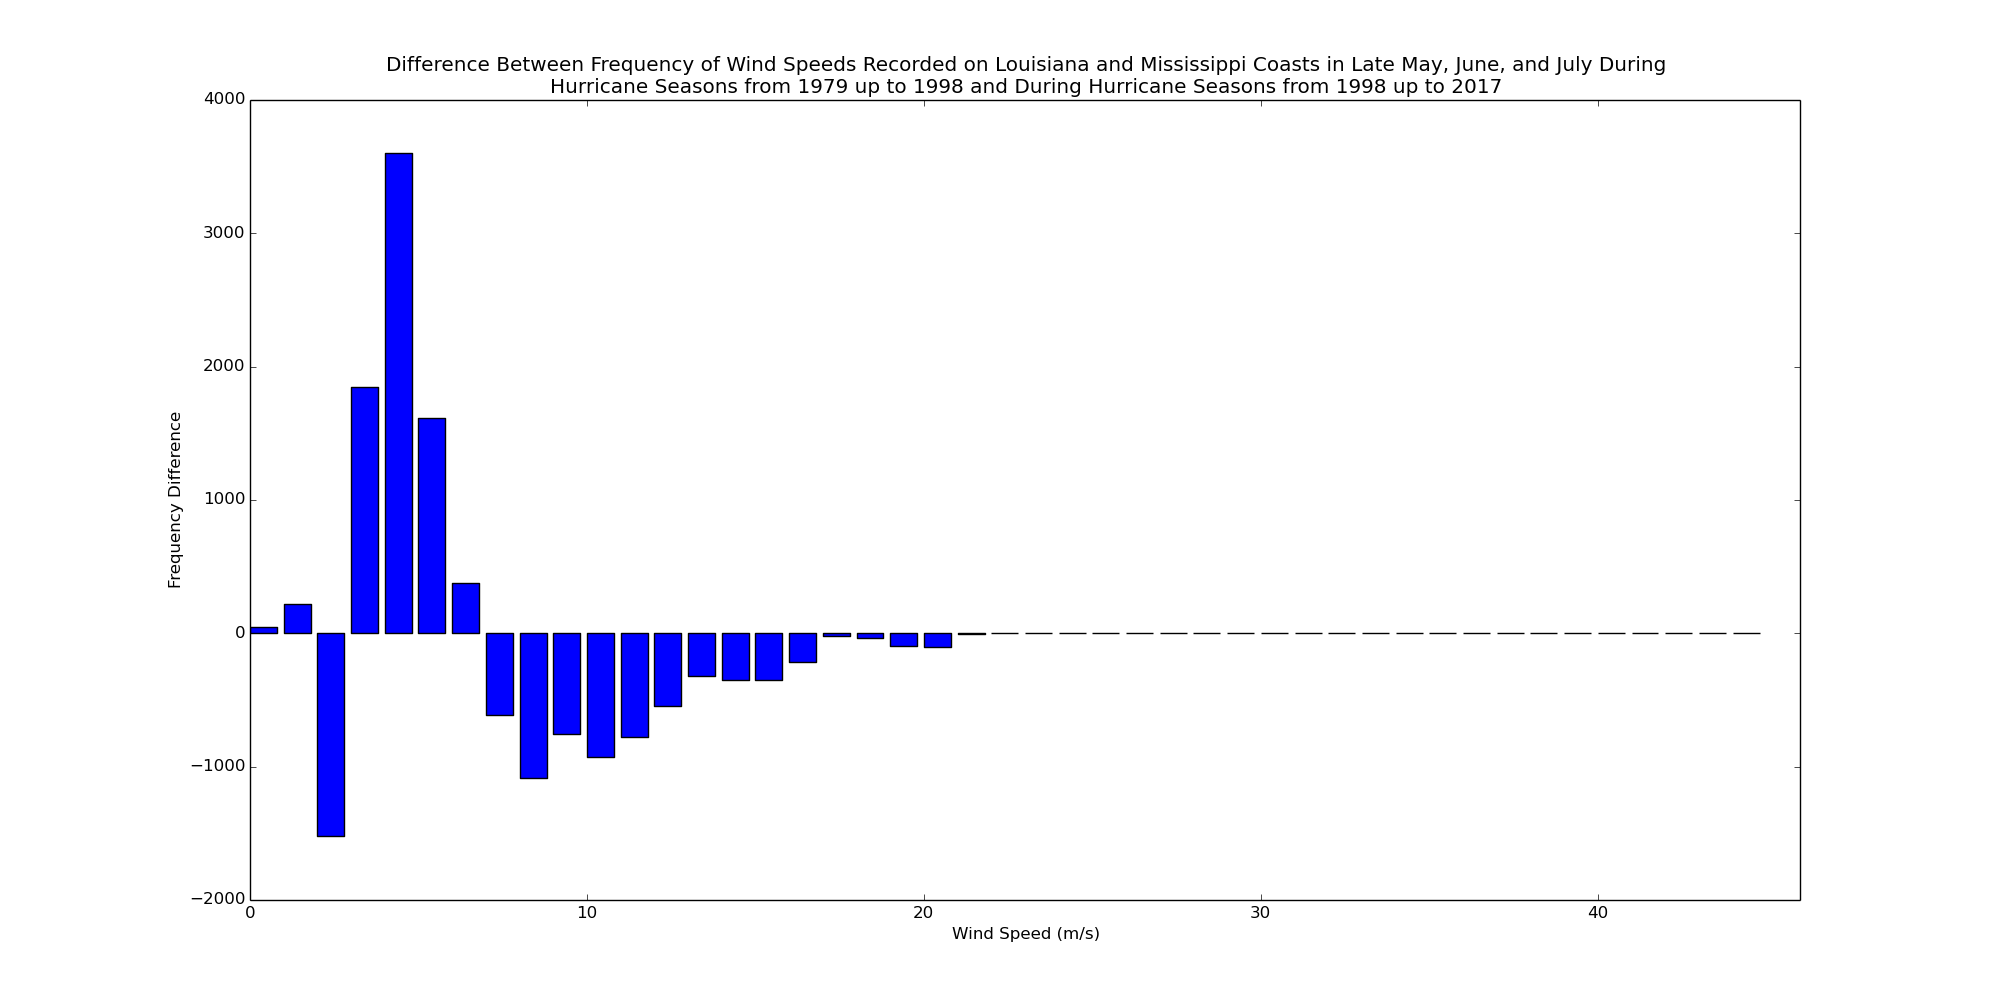 Difference Between Frequency of Wind Speeds Recorded on Louisiana and Mississippi Coasts in Late May, June, and July During
Hurricane Seasons from 1979 up to 1998 and During Hurricane Seasons from 1998 up to 2017
4000
3000
2000
1000
0
−1000
−2000
Frequency Difference
0 10 20 30 40
Wind Speed (m/s)